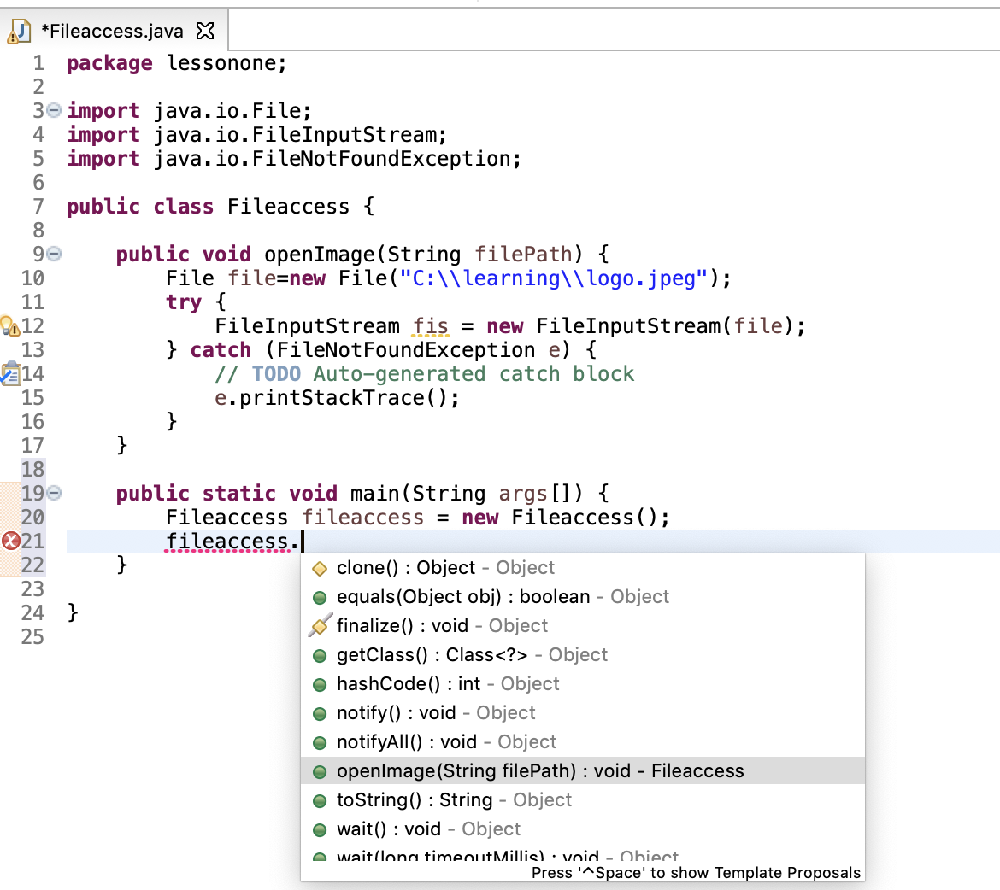 *Fileaccess.java
1 package lessonone;
2
3 import java.io.File;
4 import java.io.FileInputStream;
5 import java.io.FileNotFoundException;
6
7 public class Fileaccess {
8
9 public void openImage(String filePath) {
10 File file=new File("C:\\learning\\logo.jpeg");
11 try {
12 FileInputStream fis = new FileInputStream(file);
13 } catch (FileNotFoundException e) {
14 // TODO Auto-generated catch block
15 e.printStackTrace();
16 }
17 }
18
19 public static void main(String args[]) {
20 Fileaccess fileaccess = new Fileaccess();
21 fileaccess.
22 }
23
24 }
25
clone() : Object - Object
equals(Object obj) : boolean - Object
finalize() : void - Object
getClass() : Class<?> - Object
hashCode() : int - Object
notify() : void - Object
notifyAll() : void - Object
openImage(String filePath) : void - Fileaccess
toString() : String - Object
wait() : void - Object
wait(long timeoutMillis) : void - Object
Press '^Space' to show Template Proposals